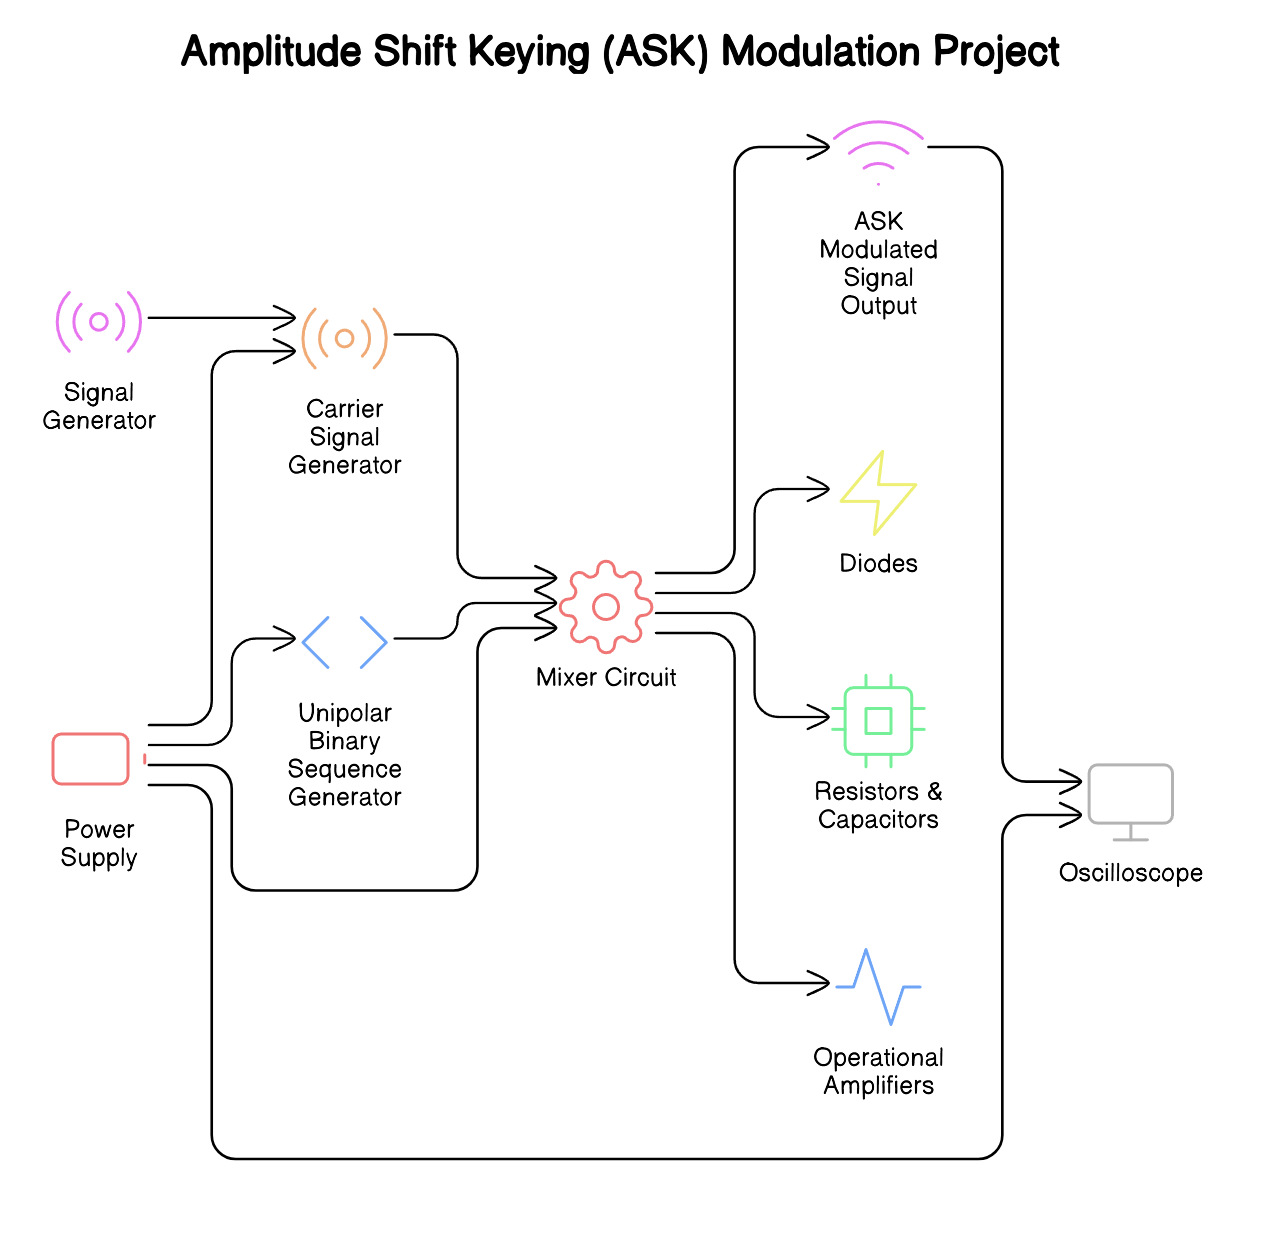 Amplitude Shift Keying (ASK) Modulation Project
ASK
Modulated
Signal
Output
Signal
Generator
Carrier
Signal
Generator
Diodes
Mixer Circuit
Unipolar
Binary
Sequence
Generator
Resistors &
Capacitors
Power
Supply
Oscilloscope
Operational
Amplifiers